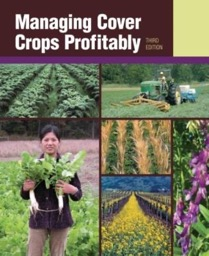 Managing Cover
Crops Profitably
THIRD
EDITION